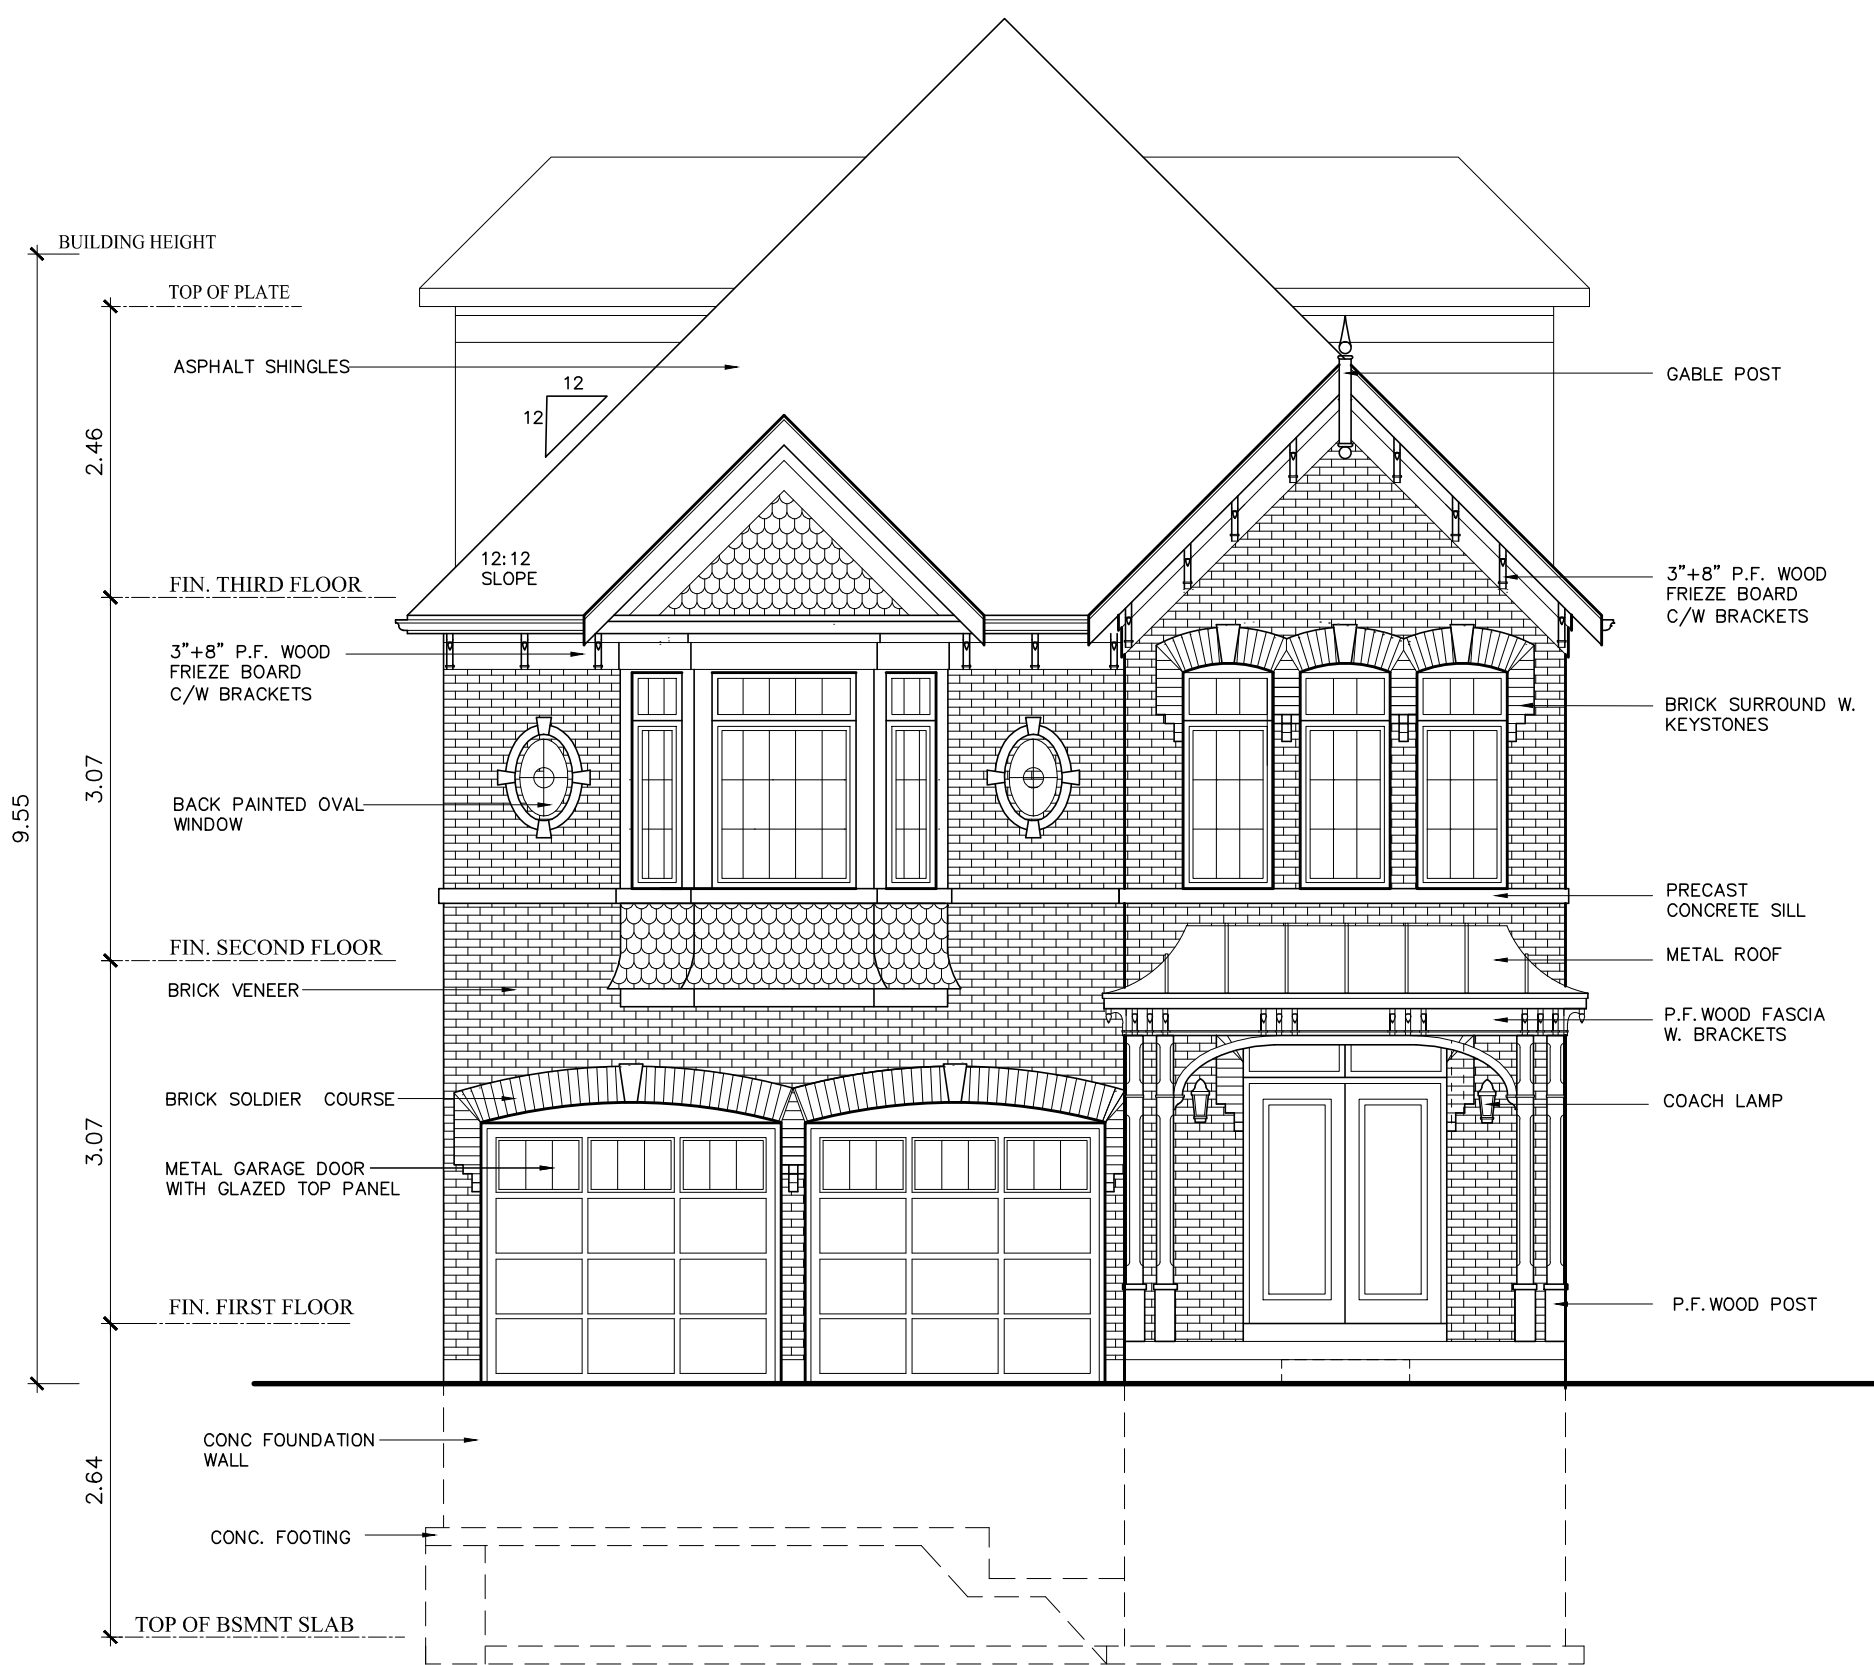 BUILDING HEIGHT
TOP OF PLATE
ASPHALT SHINGLES
12
12
2.46
12:12
SLOPE
FIN. THIRD FLOOR
3"+8" P.F. WOOD
FRIEZE BOARD
C/W BRACKETS
3.07
9.55
BACK PAINTED OVAL
WINDOW
FIN. SECOND FLOOR
BRICK VENEER
BRICK SOLDIER COURSE
3.07
METAL GARAGE DOOR
WITH GLAZED TOP PANEL
FIN. FIRST FLOOR
CONC FOUNDATION
WALL
2.64
CONC. FOOTING
TOP OF BSMNT SLAB
GABLE POST
3"+8" P.F. WOOD
FRIEZE BOARD
C/W BRACKETS
BRICK SURROUND W.
KEYSTONES
PRECAST
CONCRETE SILL
METAL ROOF
P.F.WOOD FASCIA
W. BRACKETS
COACH LAMP
P.F.WOOD POST